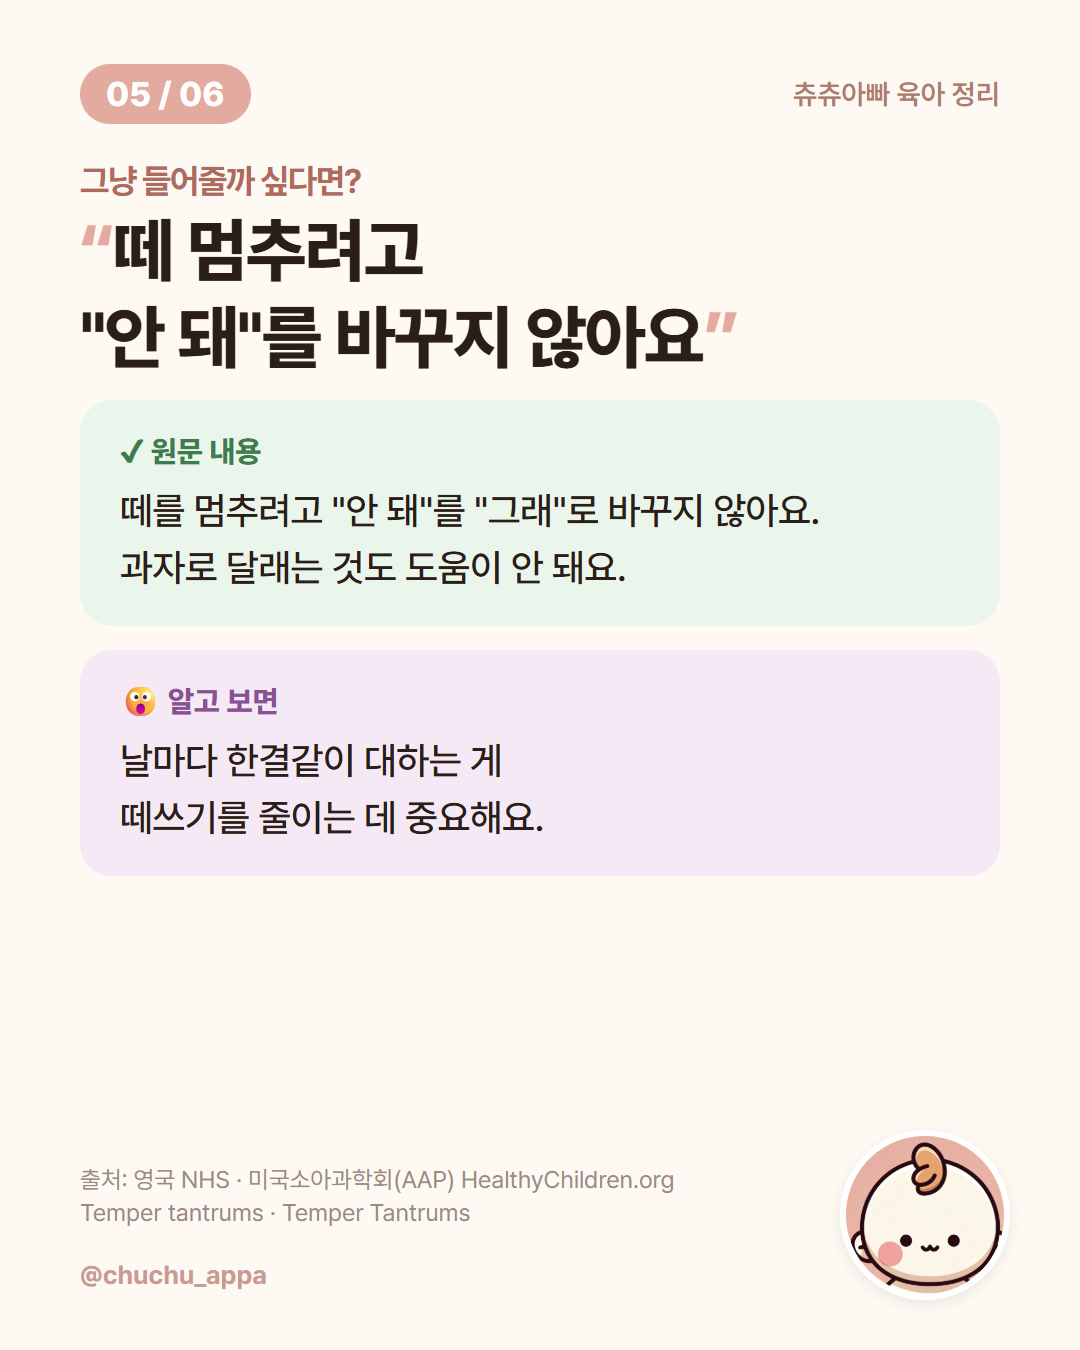 05 / 06
츄츄아빠 육아 정리
그냥 들어줄까 싶다면?
“떼 멈추려고
"안 돼"를 바꾸지 않아요”
✓ 원문 내용
떼를 멈추려고 "안 돼"를 "그래"로 바꾸지 않아요.
과자로 달래는 것도 도움이 안 돼요.
😲 알고 보면
날마다 한결같이 대하는 게
떼쓰기를 줄이는 데 중요해요.
출처: 영국 NHS · 미국소아과학회(AAP) HealthyChildren.org
Temper tantrums · Temper Tantrums
@chuchu_appa